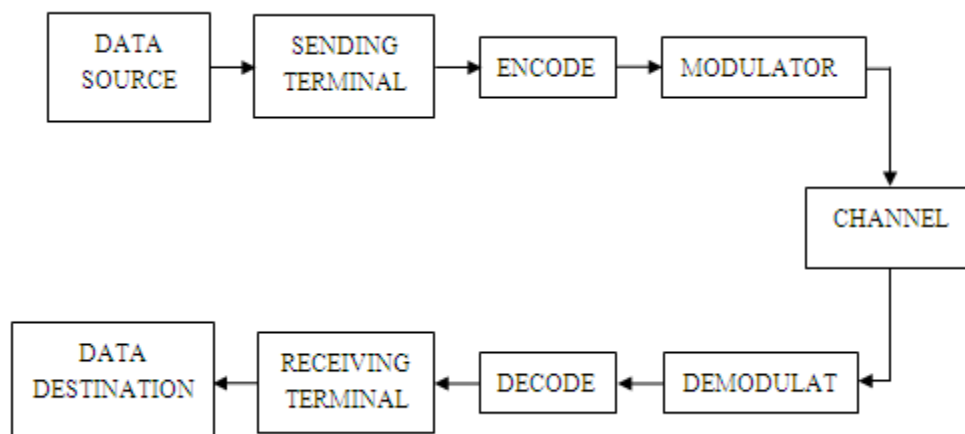 DATA
SOURCE
SENDING
TERMINAL
ENCODE
MODULATOR
CHANNEL
DATA
DESTINATION
RECEIVING
TERMINAL
DECODE
DEMODULAT